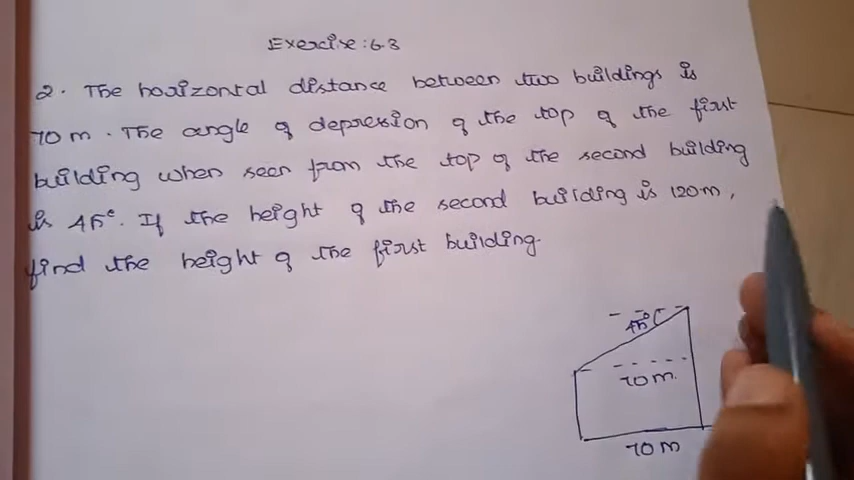 Exercise: 6.3
2. The horizontal distance between two buildings is
70 m. The angle of depression of the top of the first
building when seen from the top of the second building
is 45°. If the height of the second building is 120m,
find the height of the first building.
45°
70 m.
70 m